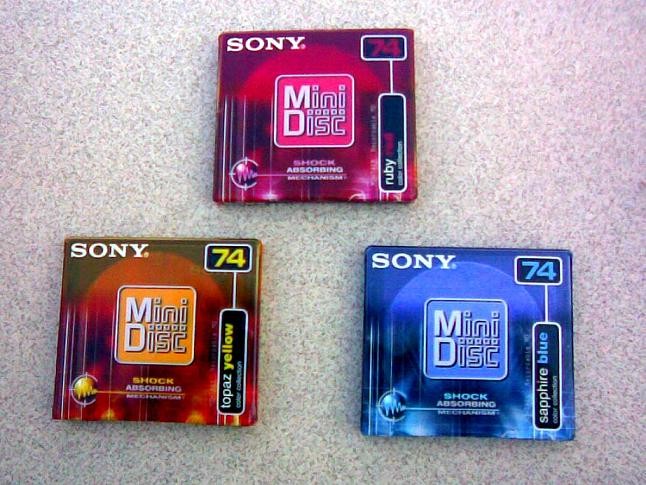 SONY®
74
Mini
Disc
SHOCK
ABSORBING
MECHANISM
ruby red
color collection
SONY®
74
Mini
Disc
SHOCK
ABSORBING
MECHANISM
topaz yellow
color collection
SONY®
74
Mini
Disc
SHOCK
ABSORBING
MECHANISM
sapphire blue
color collection